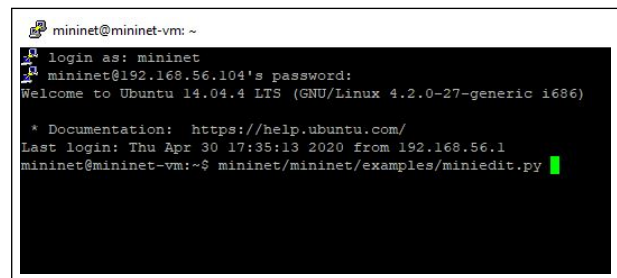 mininet@mininet-vm: ~
login as: mininet
mininet@192.168.56.104's password:
Welcome to Ubuntu 14.04.4 LTS (GNU/Linux 4.2.0-27-generic i686)
* Documentation:  https://help.ubuntu.com/
Last login: Thu Apr 30 17:35:13 2020 from 192.168.56.1
mininet@mininet-vm:~$ mininet/mininet/examples/miniedit.py